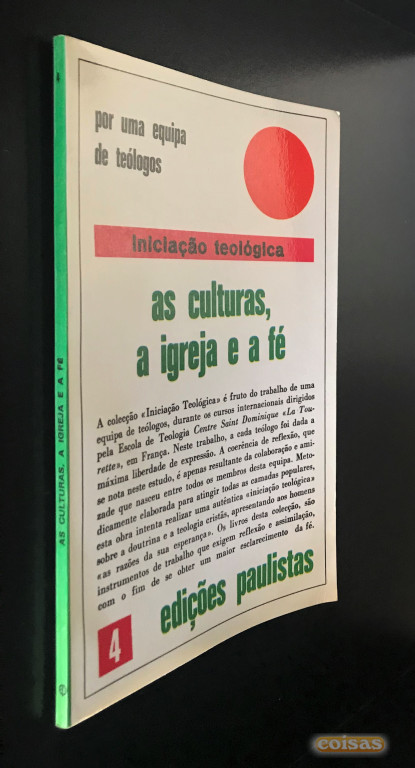 por uma equipa
de teólogos
iniciação teológica
as culturas,
a igreja e a fé
A colecção «Iniciação Teológica» é fruto do trabalho de uma
equipa de teólogos, durante os cursos internacionais dirigidos
pela Escola de Teologia Centre Saint Dominique «La Tou-
rette», em França. Neste trabalho, a cada teólogo foi dada a
máxima liberdade de expressão. A coerência de reflexão, que
se nota neste estudo, é apenas resultante da colaboração e ami-
zade que nasceu entre todos os membros desta equipa. Meto-
dicamente elaborada para atingir todas as camadas populares,
esta obra intenta realizar uma autêntica «iniciação teológica»
sobre a doutrina e a teologia cristãs, apresentando aos homens
«as razões da sua esperança». Os livros desta colecção, são
instrumentos de trabalho que exigem reflexão e assimilação,
com o fim de se obter um maior esclarecimento da fé.
4
edições paulistas
AS CULTURAS, A IGREJA E A FÉ
coisas